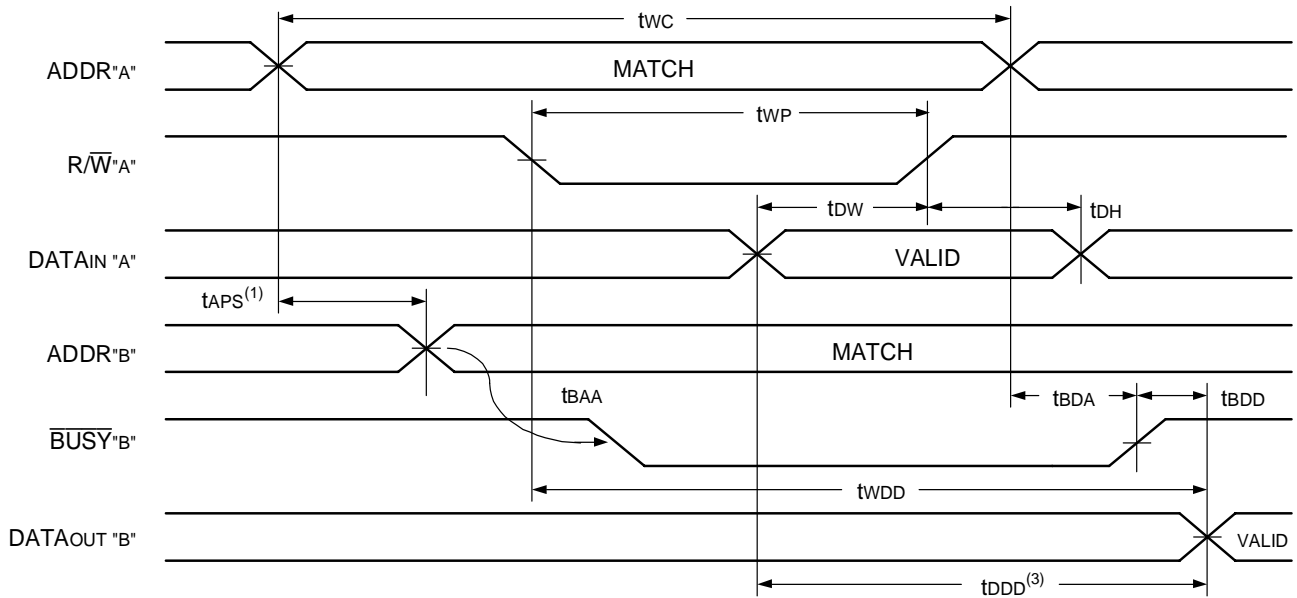 tWC
ADDR"A"
MATCH
tWP
R/W̅"A"
tDW
tDH
DATAIN "A"
VALID
tAPS(1)
ADDR"B"
MATCH
tBAA
tBDA
tBDD
B̅U̅S̅Y̅"B"
tWDD
DATAOUT "B"
VALID
tDDD(3)